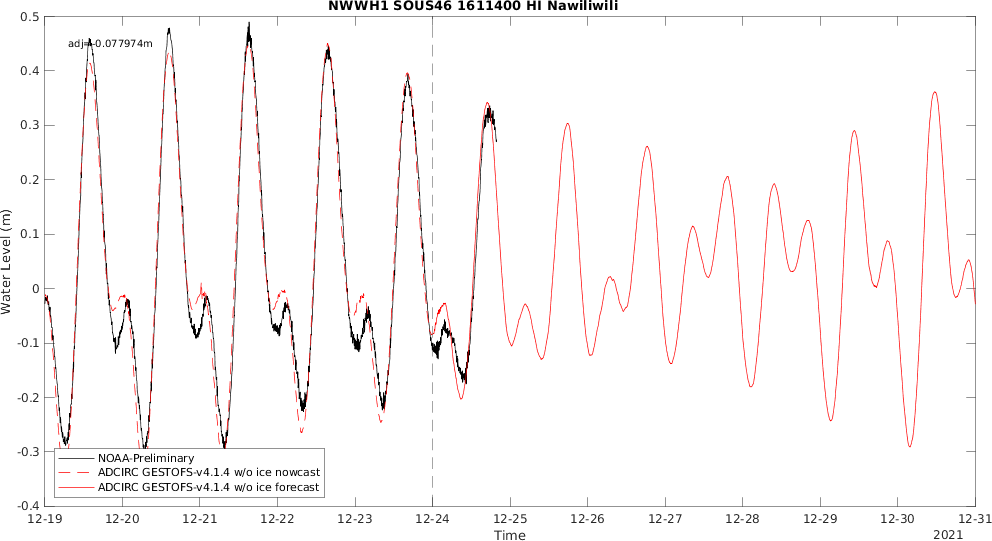 NWWH1 SOUS46 1611400 HI Nawiliwili
0.5
adj=-0.077974m
0.4
0.3
0.2
0.1
0
-0.1
-0.2
-0.3
-0.4
Water Level (m)
NOAA-Preliminary
ADCIRC GESTOFS-v4.1.4 w/o ice nowcast
ADCIRC GESTOFS-v4.1.4 w/o ice forecast
12-19 12-20 12-21 12-22 12-23 12-24 12-25 12-26 12-27 12-28 12-29 12-30 12-31
Time
2021